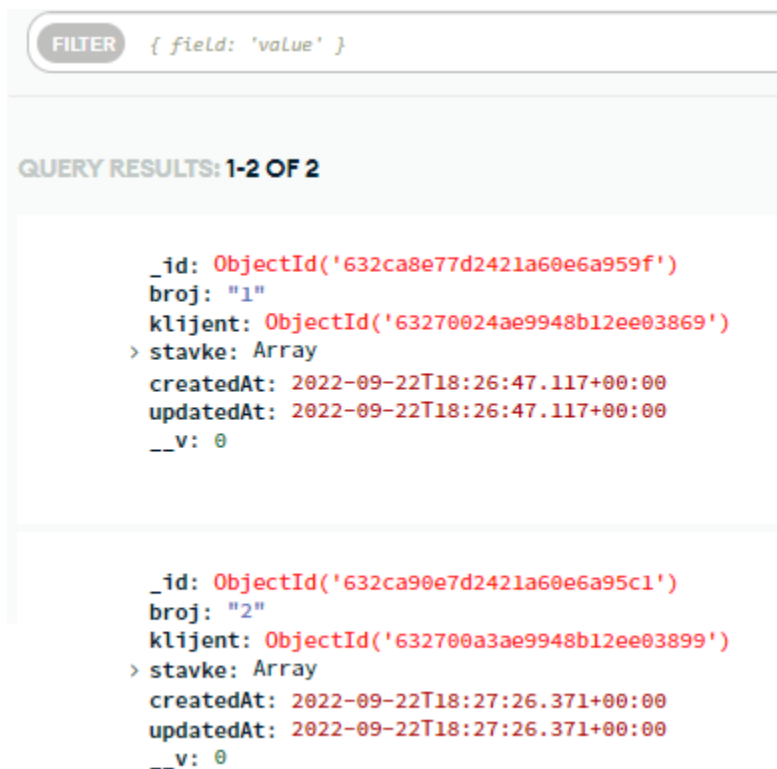 FILTER { field: 'value' }
QUERY RESULTS: 1-2 OF 2
_id: ObjectId('632ca8e77d2421a60e6a959f')
broj: "1"
klijent: ObjectId('63270024ae9948b12ee03869')
> stavke: Array
createdAt: 2022-09-22T18:26:47.117+00:00
updatedAt: 2022-09-22T18:26:47.117+00:00
__v: 0
_id: ObjectId('632ca90e7d2421a60e6a95c1')
broj: "2"
klijent: ObjectId('632700a3ae9948b12ee03899')
> stavke: Array
createdAt: 2022-09-22T18:27:26.371+00:00
updatedAt: 2022-09-22T18:27:26.371+00:00
__v: 0